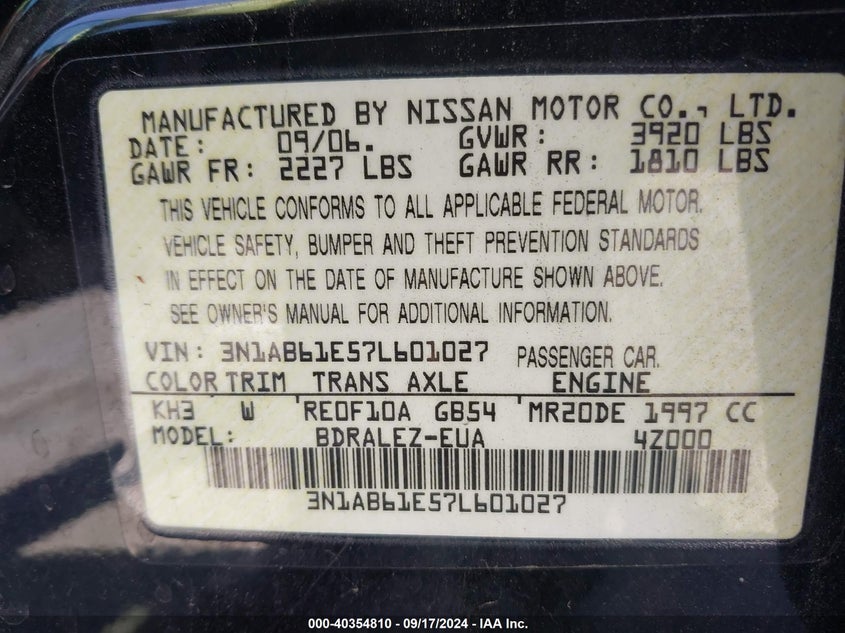 MANUFACTURED BY NISSAN MOTOR CO., LTD.
DATE: 09/06. GVWR: 3920 LBS
GAWR FR: 2227 LBS GAWR RR: 1810 LBS
THIS VEHICLE CONFORMS TO ALL APPLICABLE FEDERAL MOTOR.
VEHICLE SAFETY, BUMPER AND THEFT PREVENTION STANDARDS
IN EFFECT ON THE DATE OF MANUFACTURE SHOWN ABOVE.
SEE OWNER'S MANUAL FOR ADDITIONAL INFORMATION.
VIN: 3N1AB61E57L601027 PASSENGER CAR.
COLOR TRIM TRANS AXLE ENGINE
KH3 W RE0F10A GB54 MR20DE 1997 CC
MODEL: BDRALEZ-EUA 4Z000
3N1AB61E57L601027
000-40354810 - 09/17/2024 - IAA Inc.